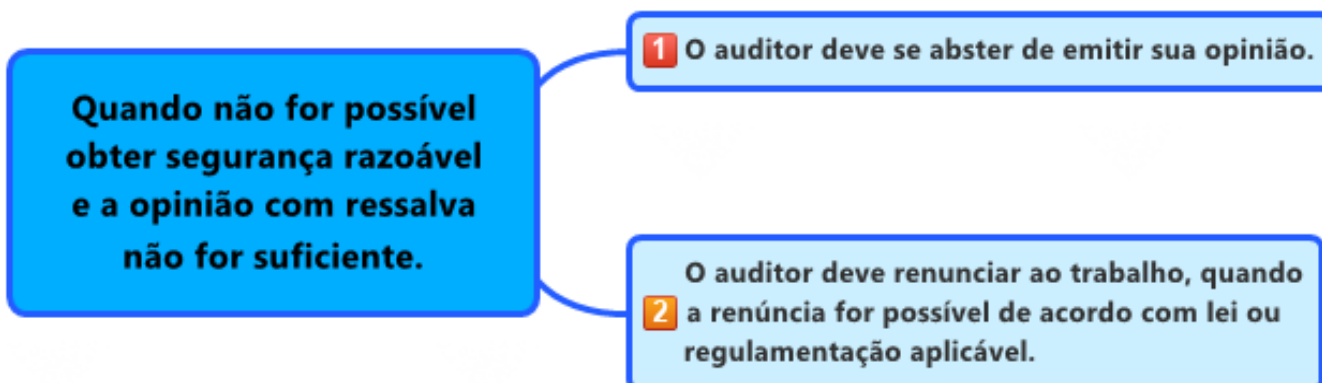 Quando não for possível
obter segurança razoável
e a opinião com ressalva
não for suficiente.
1 O auditor deve se abster de emitir sua opinião.
O auditor deve renunciar ao trabalho, quando
2 a renúncia for possível de acordo com lei ou
regulamentação aplicável.